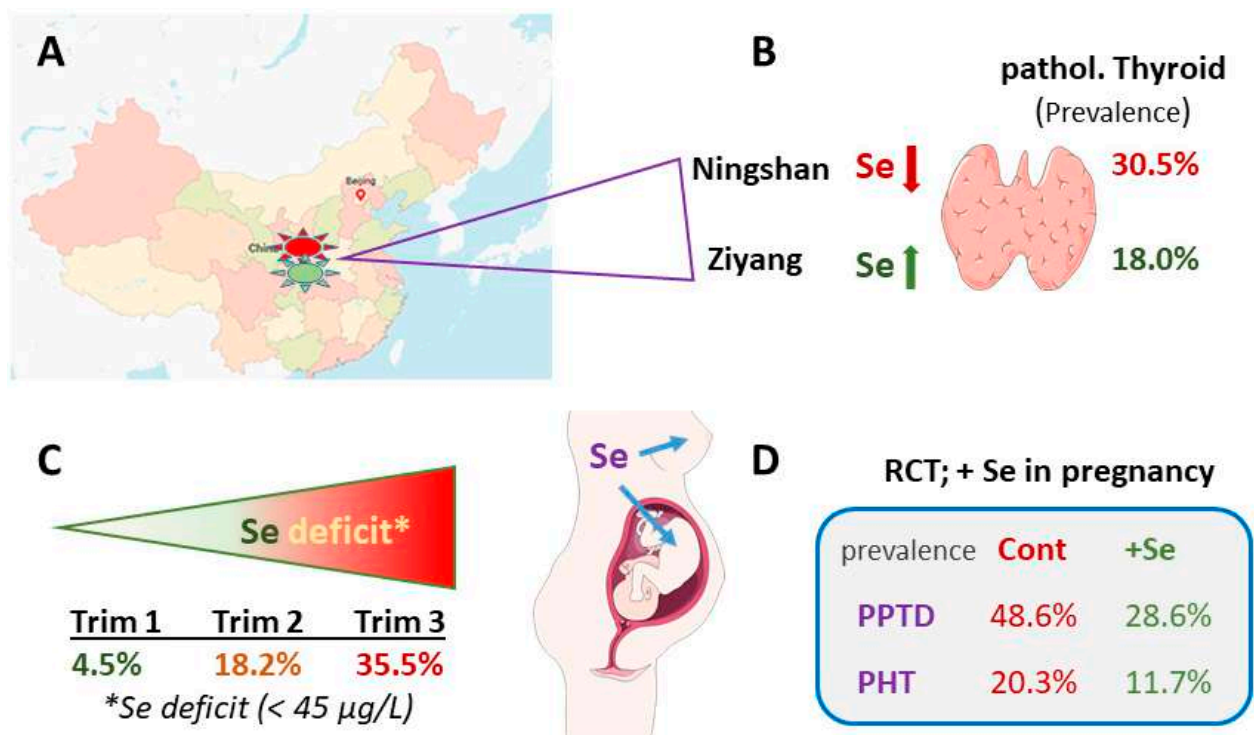 A
Beijing
China
B
pathol. Thyroid
(Prevalence)
Ningshan Se 30.5%
Ziyang Se 18.0%
C
Se deficit*
Trim 1 Trim 2 Trim 3
4.5% 18.2% 35.5%
*Se deficit (< 45 µg/L)
Se
D
RCT; + Se in pregnancy
prevalence Cont +Se
PPTD 48.6% 28.6%
PHT 20.3% 11.7%